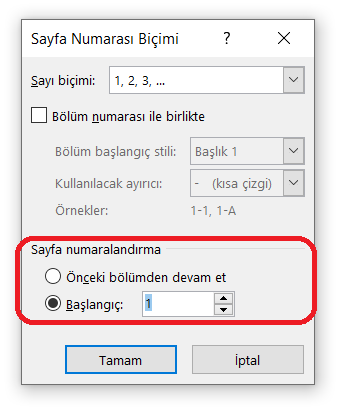 Sayfa Numarası Biçimi ? ×
Sayı biçimi: 1, 2, 3, ...
Bölüm numarası ile birlikte
Bölüm başlangıç stili: Başlık 1
Kullanılacak ayırıcı: - (kısa çizgi)
Örnekler: 1-1, 1-A
Sayfa numaralandırma
Önceki bölümden devam et
Başlangıç: 1
Tamam İptal